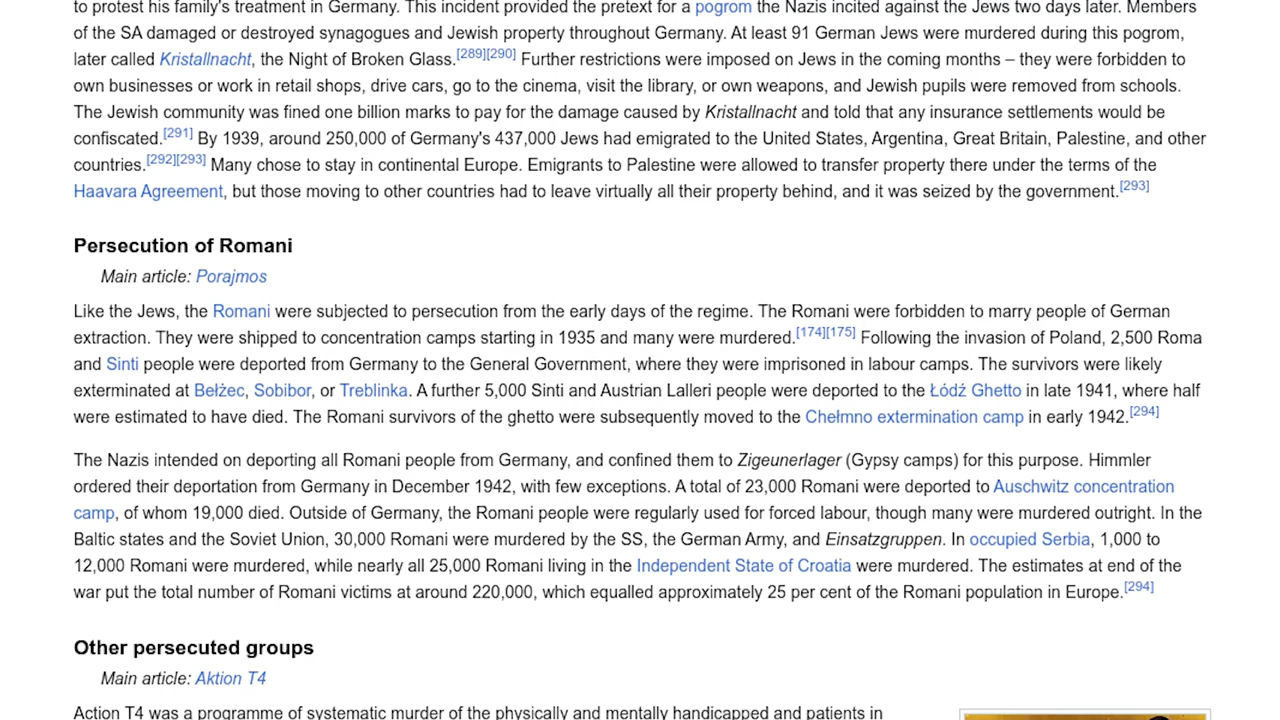 to protest his family's treatment in Germany. This incident provided the pretext for a pogrom the Nazis incited against the Jews two days later. Members
of the SA damaged or destroyed synagogues and Jewish property throughout Germany. At least 91 German Jews were murdered during this pogrom,
later called Kristallnacht, the Night of Broken Glass.[289][290] Further restrictions were imposed on Jews in the coming months – they were forbidden to
own businesses or work in retail shops, drive cars, go to the cinema, visit the library, or own weapons, and Jewish pupils were removed from schools.
The Jewish community was fined one billion marks to pay for the damage caused by Kristallnacht and told that any insurance settlements would be
confiscated.[291] By 1939, around 250,000 of Germany's 437,000 Jews had emigrated to the United States, Argentina, Great Britain, Palestine, and other
countries.[292][293] Many chose to stay in continental Europe. Emigrants to Palestine were allowed to transfer property there under the terms of the
Haavara Agreement, but those moving to other countries had to leave virtually all their property behind, and it was seized by the government.[293]
Persecution of Romani
Main article: Porajmos
Like the Jews, the Romani were subjected to persecution from the early days of the regime. The Romani were forbidden to marry people of German
extraction. They were shipped to concentration camps starting in 1935 and many were murdered.[174][175] Following the invasion of Poland, 2,500 Roma
and Sinti people were deported from Germany to the General Government, where they were imprisoned in labour camps. The survivors were likely
exterminated at Bełżec, Sobibor, or Treblinka. A further 5,000 Sinti and Austrian Lalleri people were deported to the Łódź Ghetto in late 1941, where half
were estimated to have died. The Romani survivors of the ghetto were subsequently moved to the Chełmno extermination camp in early 1942.[294]
The Nazis intended on deporting all Romani people from Germany, and confined them to Zigeunerlager (Gypsy camps) for this purpose. Himmler
ordered their deportation from Germany in December 1942, with few exceptions. A total of 23,000 Romani were deported to Auschwitz concentration
camp, of whom 19,000 died. Outside of Germany, the Romani people were regularly used for forced labour, though many were murdered outright. In the
Baltic states and the Soviet Union, 30,000 Romani were murdered by the SS, the German Army, and Einsatzgruppen. In occupied Serbia, 1,000 to
12,000 Romani were murdered, while nearly all 25,000 Romani living in the Independent State of Croatia were murdered. The estimates at end of the
war put the total number of Romani victims at around 220,000, which equalled approximately 25 per cent of the Romani population in Europe.[294]
Other persecuted groups
Main article: Aktion T4
Action T4 was a programme of systematic murder of the physically and mentally handicapped and patients in